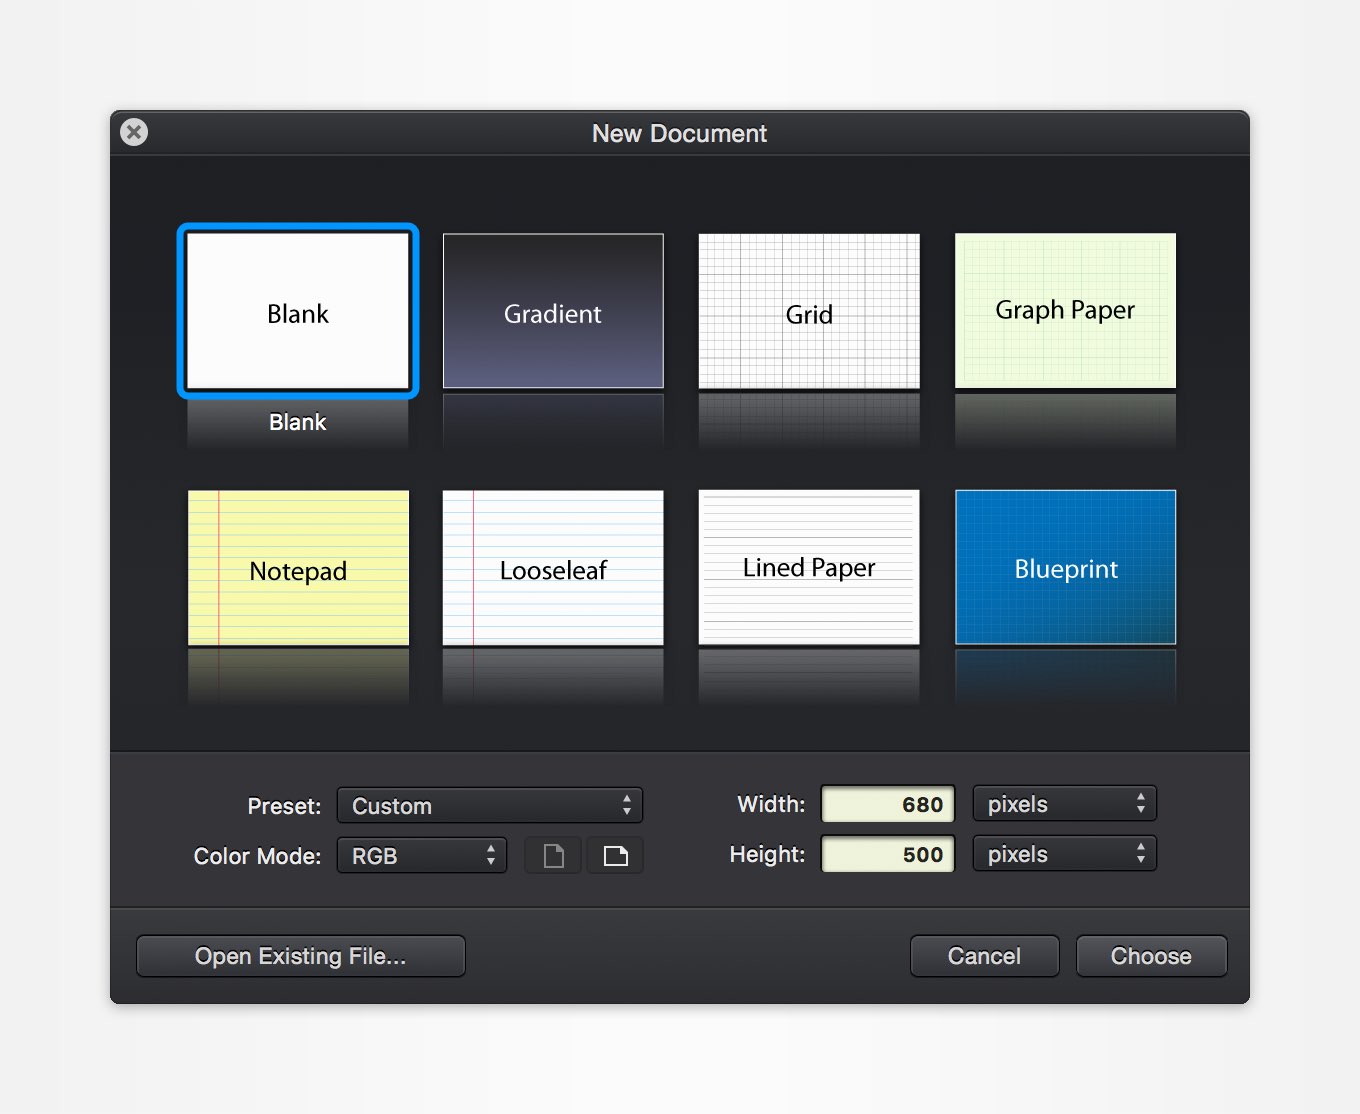 New Document
Blank
Gradient
Grid
Graph Paper
Blank
Notepad
Looseleaf
Lined Paper
Blueprint
Preset: Custom
Width: 680 pixels
Color Mode: RGB
Height: 500 pixels
Open Existing File...
Cancel
Choose